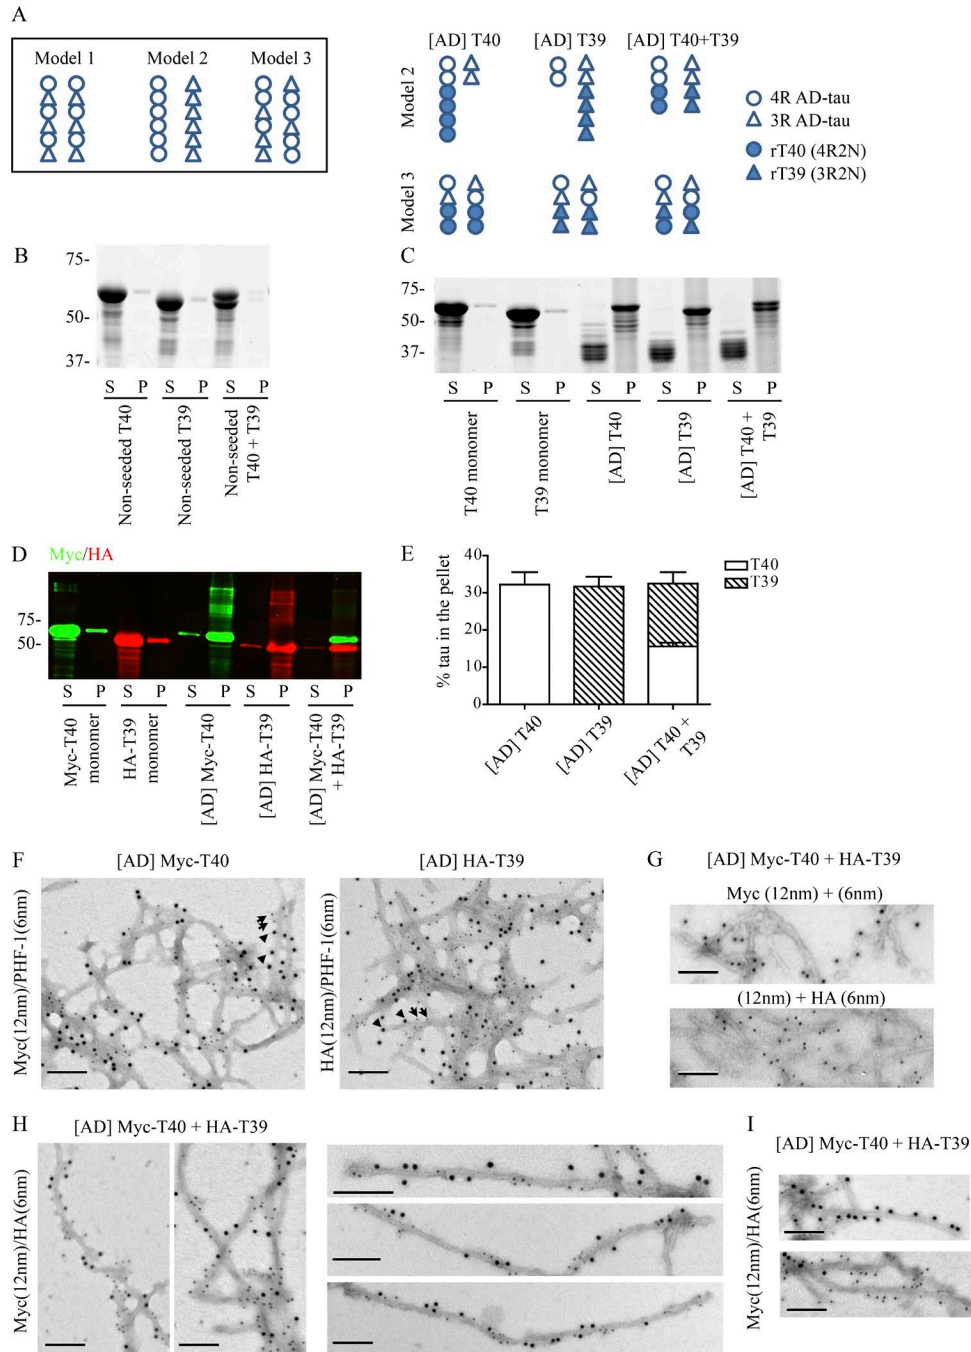 A
Model 1 Model 2 Model 3
[AD] T40 [AD] T39 [AD] T40+T39
Model 2
Model 3
4R AD-tau
3R AD-tau
rT40 (4R2N)
rT39 (3R2N)
B
75-
50-
37-
S P S P S P
Non-seeded T40
Non-seeded T39
Non-seeded
T40 + T39
C
75-
50-
37-
S P S P S P S P S P
T40 monomer
T39 monomer
[AD] T40
[AD] T39
[AD] T40 +
T39
D
Myc/HA
75-
50-
S P S P S P S P S P
Myc-T40
monomer
HA-T39
monomer
[AD] Myc-T40
[AD] HA-T39
[AD] Myc-T40
+ HA-T39
E
% tau in the pellet
40
30
20
10
0
T40
T39
[AD] T40
[AD] T39
[AD] T40 +
T39
F
[AD] Myc-T40
Myc(12nm)/PHF-1(6nm)
[AD] HA-T39
HA(12nm)/PHF-1(6nm)
G
[AD] Myc-T40 + HA-T39
Myc (12nm) + (6nm)
(12nm) + HA (6nm)
H
[AD] Myc-T40 + HA-T39
Myc(12nm)/HA(6nm)
I
[AD] Myc-T40 + HA-T39
Myc(12nm)/HA(6nm)